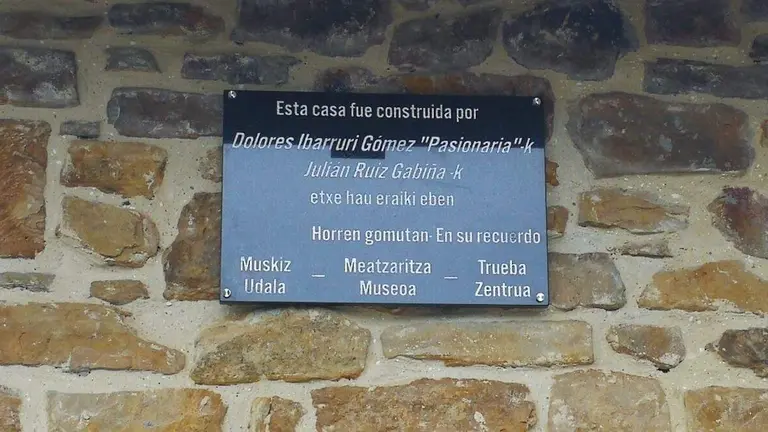 Esta casa fue construida por
Dolores Ibarruri Gómez "Pasionaria"-k
Julián Ruiz Gabiña -k
etxe hau eraiki eben
Horren gomutan- En su recuerdo
Muskiz – Meatzaritza – Trueba
Udala Museoa Zentrua